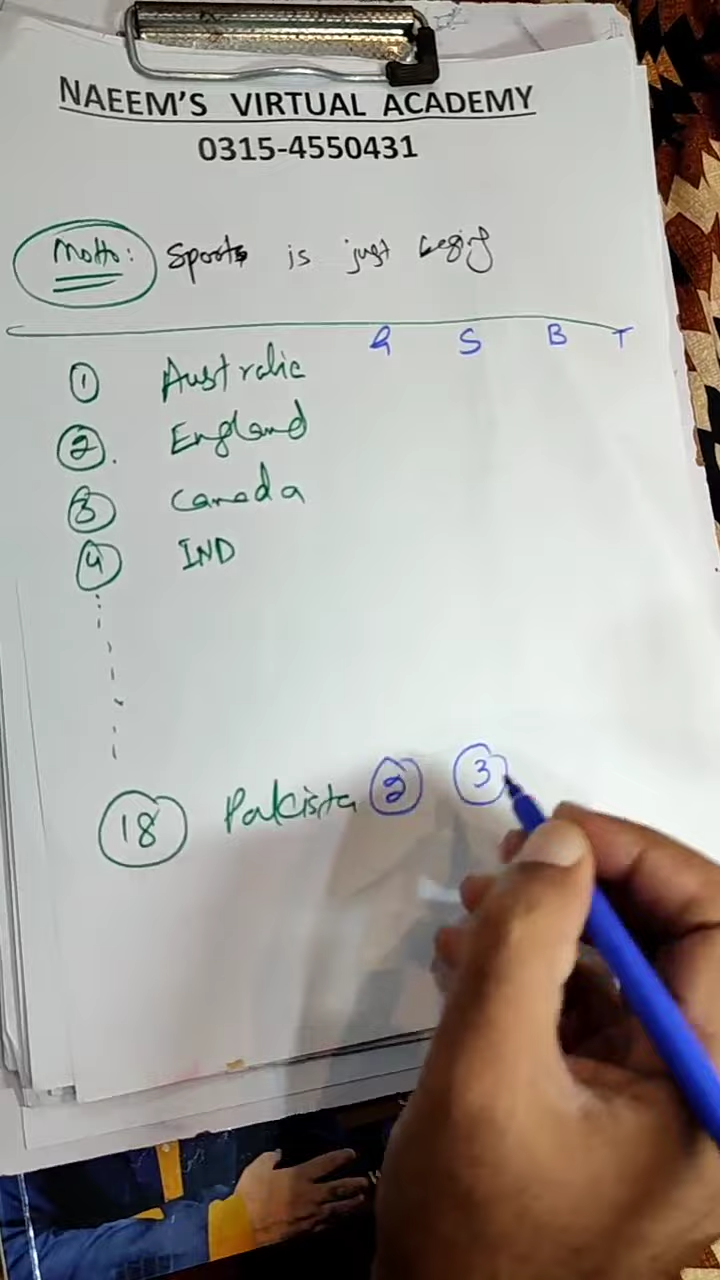 NAEEM'S VIRTUAL ACADEMY
0315-4550431
Motto: Sports is just
G S B T
1 Australia
2. England
3 Canada
4 IND
18 Pakista 2 3